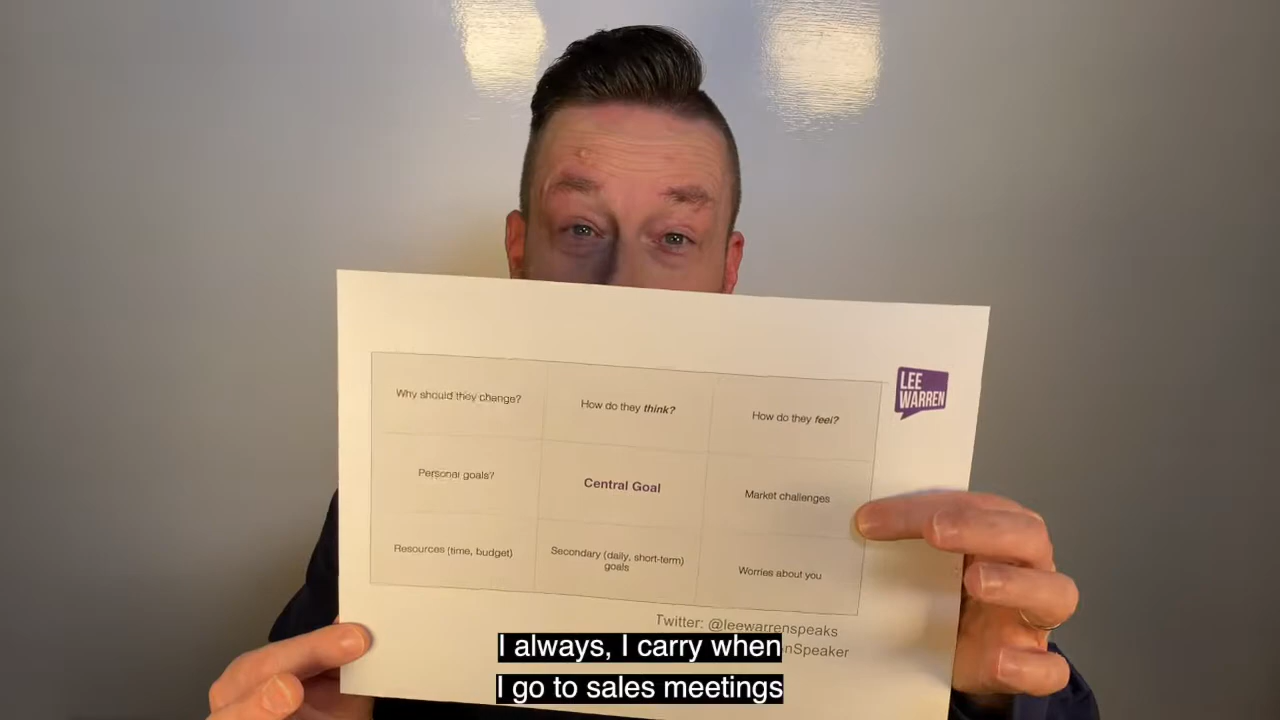 LEE
WARREN
Why should they change?
How do they think?
How do they feel?
Personal goals?
Central Goal
Market challenges
Resources (time, budget)
Secondary (daily, short-term)
goals
Worries about you
Twitter: @leewarrenspeaks
I always, I carry when
I go to sales meetings